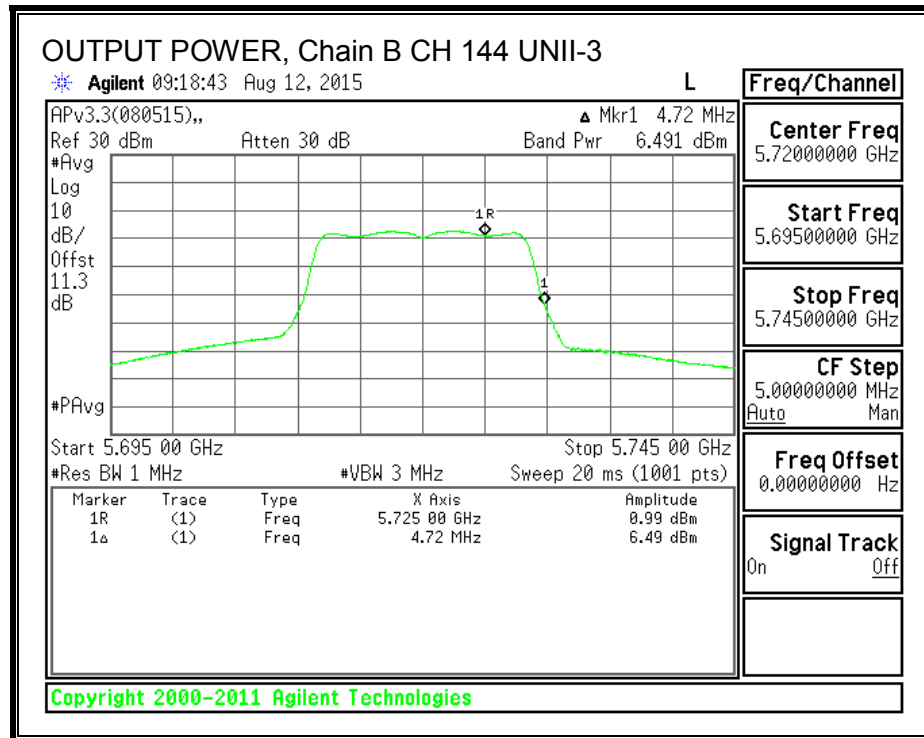 OUTPUT POWER, Chain B CH 144 UNII-3
Agilent 09:18:43 Aug 12, 2015 L
Freq/Channel
APv3.3(080515),,
Δ Mkr1 4.72 MHz
Ref 30 dBm Atten 30 dB Band Pwr 6.491 dBm
#Avg
Log
10
dB/
Offst
11.3
dB
#PAvg
1R
1
Start 5.695 00 GHz Stop 5.745 00 GHz
#Res BW 1 MHz #VBW 3 MHz Sweep 20 ms (1001 pts)
Marker Trace Type X Axis Amplitude
1R (1) Freq 5.725 00 GHz 0.99 dBm
1Δ (1) Freq 4.72 MHz 6.49 dBm
Center Freq
5.72000000 GHz
Start Freq
5.69500000 GHz
Stop Freq
5.74500000 GHz
CF Step
5.00000000 MHz
Auto Man
Freq Offset
0.00000000 Hz
Signal Track
On Off
Copyright 2000-2011 Agilent Technologies